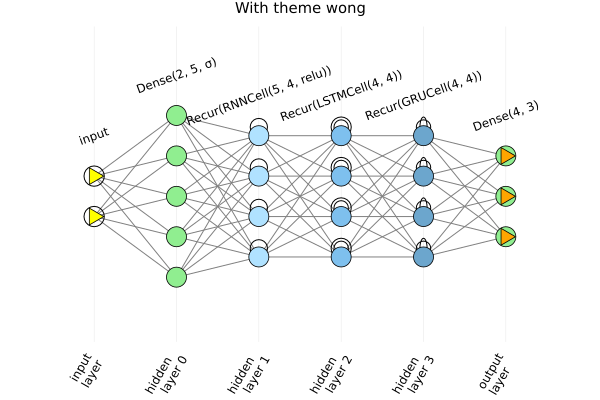 With theme wong
input
Dense(2, 5, σ)
Recur(RNNCell(5, 4, relu))
Recur(LSTMCell(4, 4))
Recur(GRUCell(4, 4))
Dense(4, 3)
input
layer
hidden
layer 0
hidden
layer 1
hidden
layer 2
hidden
layer 3
output
layer